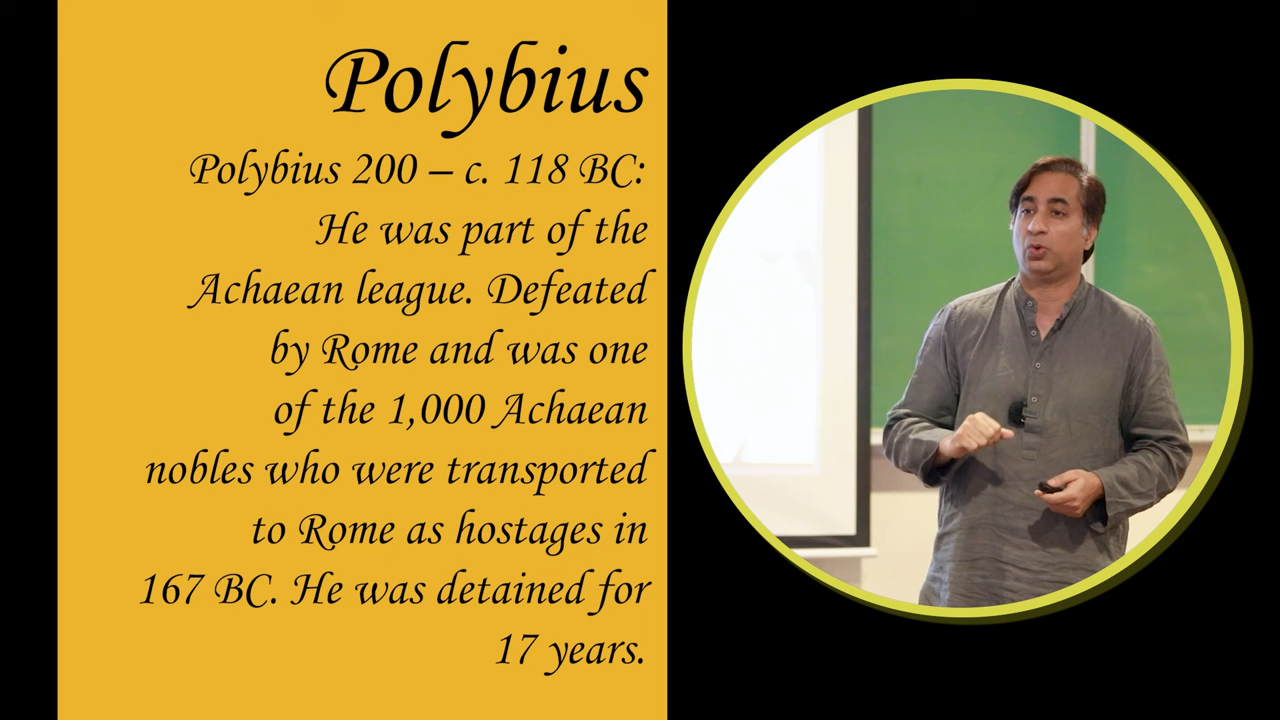 Polybius
Polybius 200 – c. 118 BC:
He was part of the
Achaean league. Defeated
by Rome and was one
of the 1,000 Achaean
nobles who were transported
to Rome as hostages in
167 BC. He was detained for
17 years.